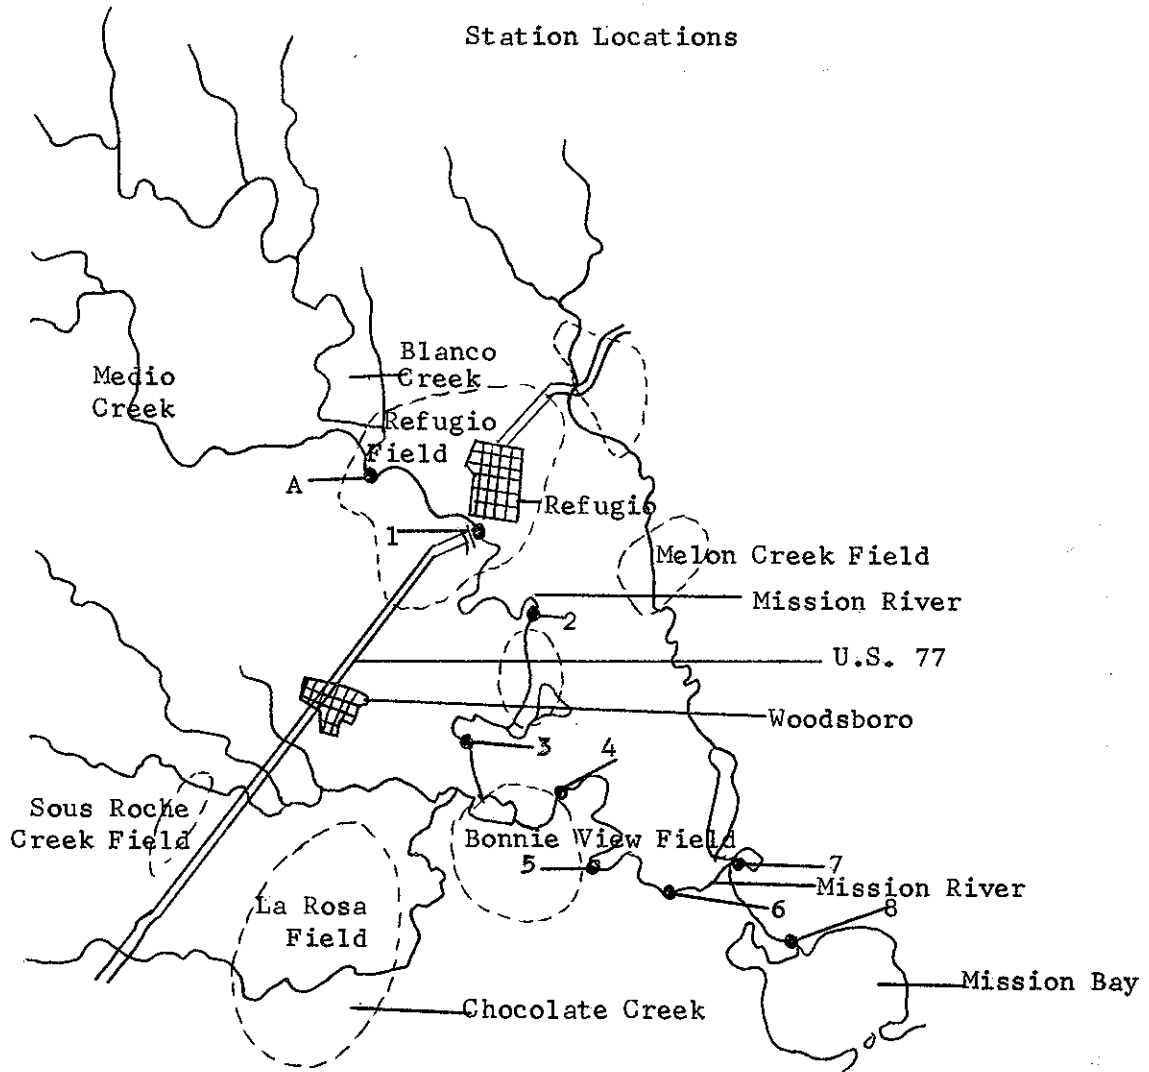 Station Locations
Blanco
Creek
Medio
Creek
Refugio
Field
A
Refugio
1
Melon Creek Field
Mission River
2
U.S. 77
Woodsboro
3
4
Sous Roche
Creek Field
Bonnie View Field
5
7
Mission River
6
8
La Rosa
Field
Mission Bay
Chocolate Creek